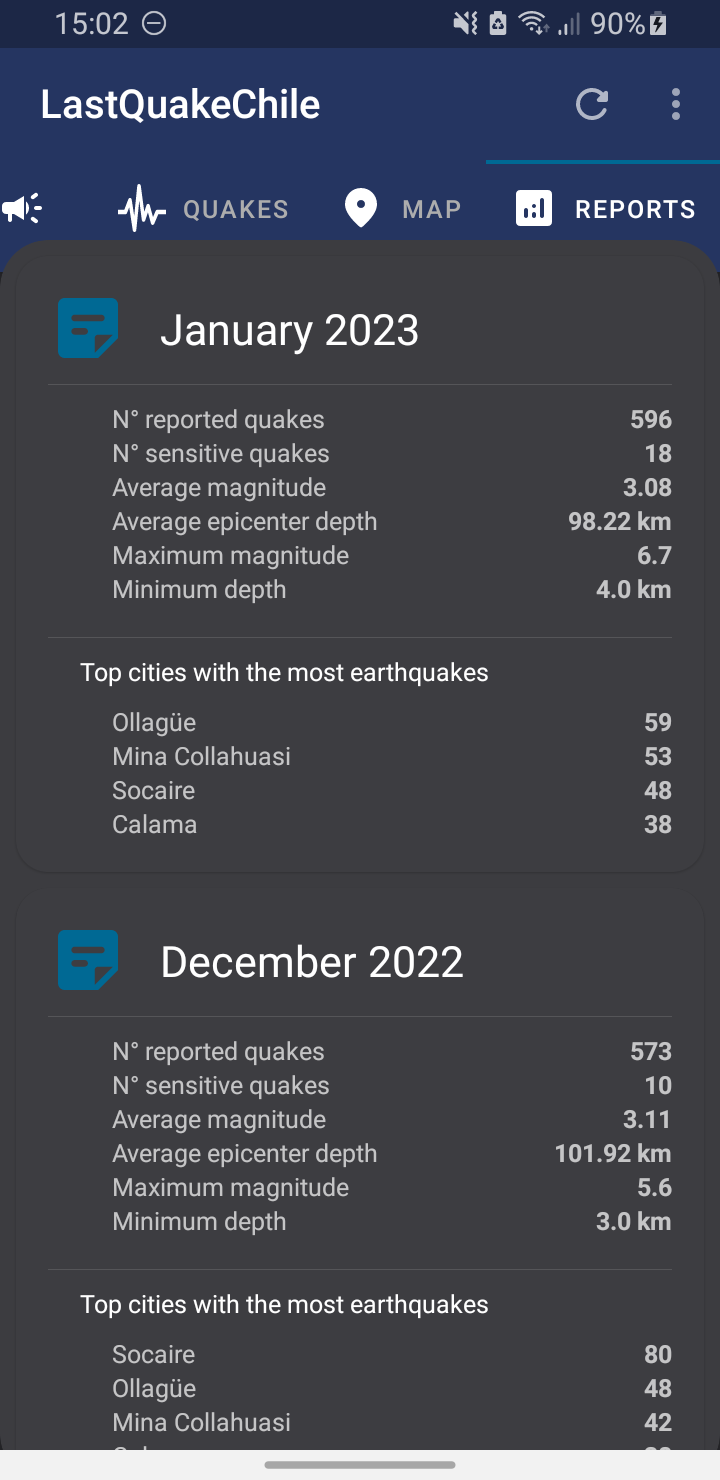 15:02 90%
LastQuakeChile
QUAKES MAP REPORTS
January 2023
N° reported quakes 596
N° sensitive quakes 18
Average magnitude 3.08
Average epicenter depth 98.22 km
Maximum magnitude 6.7
Minimum depth 4.0 km
Top cities with the most earthquakes
Ollagüe 59
Mina Collahuasi 53
Socaire 48
Calama 38
December 2022
N° reported quakes 573
N° sensitive quakes 10
Average magnitude 3.11
Average epicenter depth 101.92 km
Maximum magnitude 5.6
Minimum depth 3.0 km
Top cities with the most earthquakes
Socaire 80
Ollagüe 48
Mina Collahuasi 42